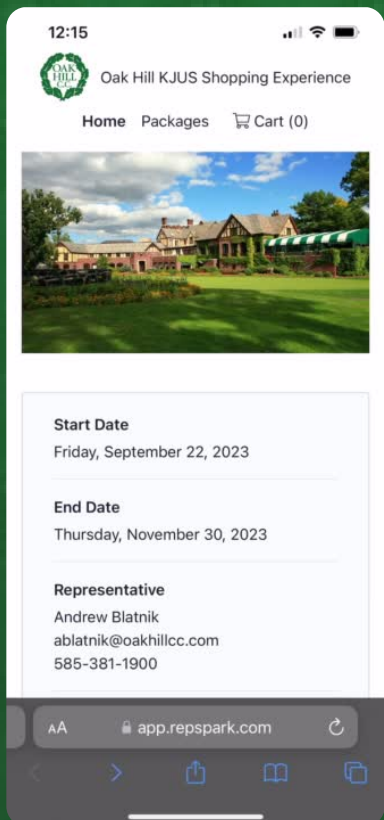 12:15
OAK
HILL
C.C.
Oak Hill KJUS Shopping Experience
Home Packages Cart (0)
Start Date
Friday, September 22, 2023
End Date
Thursday, November 30, 2023
Representative
Andrew Blatnik
ablatnik@oakhillcc.com
585-381-1900
AA app.repspark.com